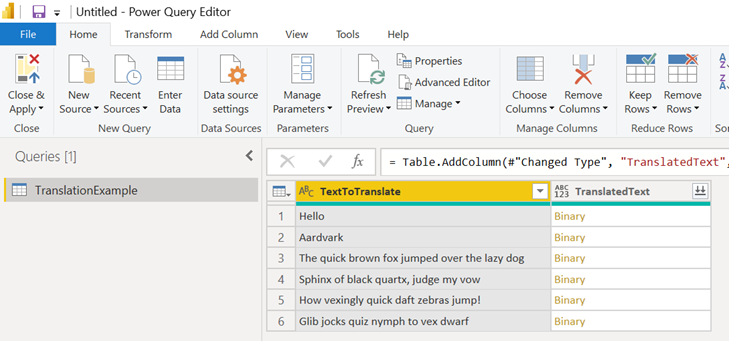 Untitled - Power Query Editor
File Home Transform Add Column View Tools Help
Close & Apply
New Source
Recent Sources
Enter Data
Data source settings
Manage Parameters
Refresh Preview
Properties
Advanced Editor
Manage
Choose Columns
Remove Columns
Keep Rows
Remove Rows
Close New Query Data Sources Parameters Query Manage Columns Reduce Rows
Queries [1]
fx = Table.AddColumn(#"Changed Type", "TranslatedText",
TranslationExample
ABC TextToTranslate ABC 123 TranslatedText
1 Hello Binary
2 Aardvark Binary
3 The quick brown fox jumped over the lazy dog Binary
4 Sphinx of black quartx, judge my vow Binary
5 How vexingly quick daft zebras jump! Binary
6 Glib jocks quiz nymph to vex dwarf Binary